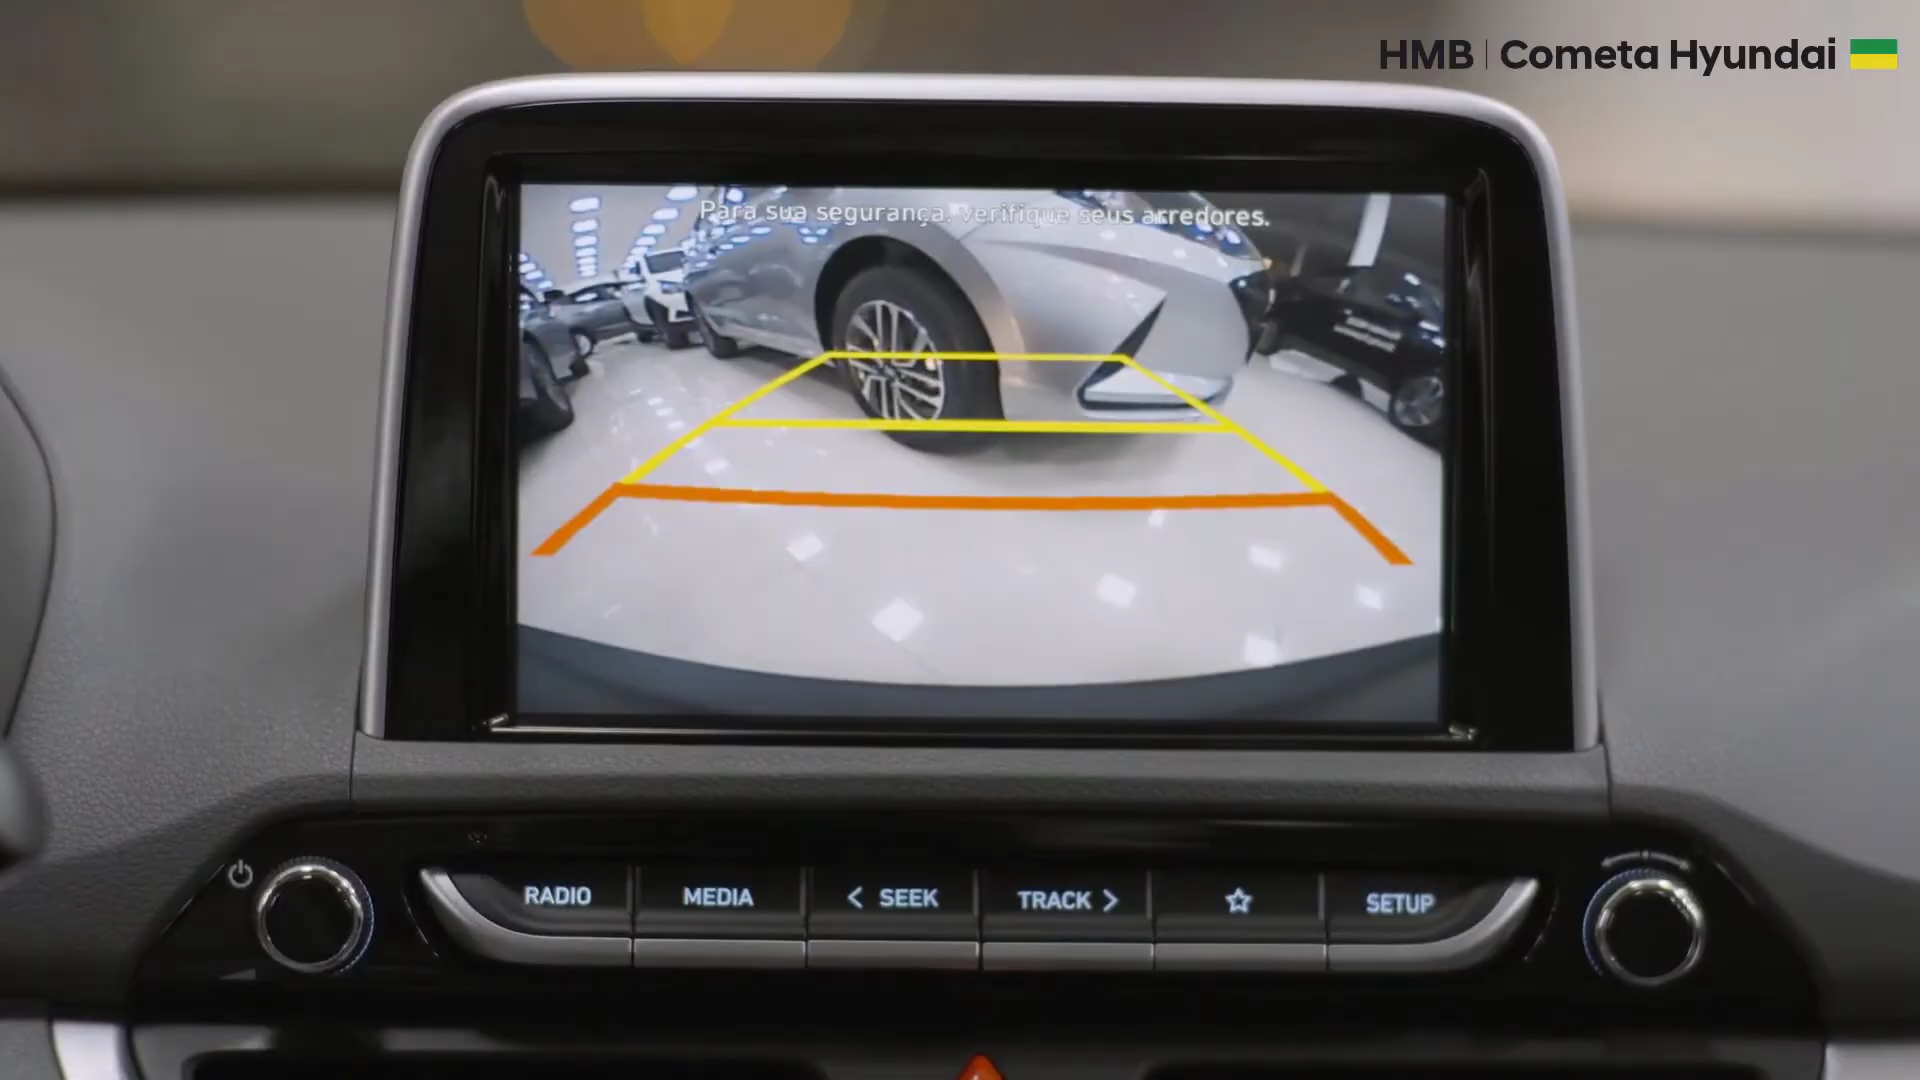 HMB | Cometa Hyundai
Para sua segurança, verifique seus arredores.
RADIO
MEDIA
< SEEK
TRACK >
SETUP